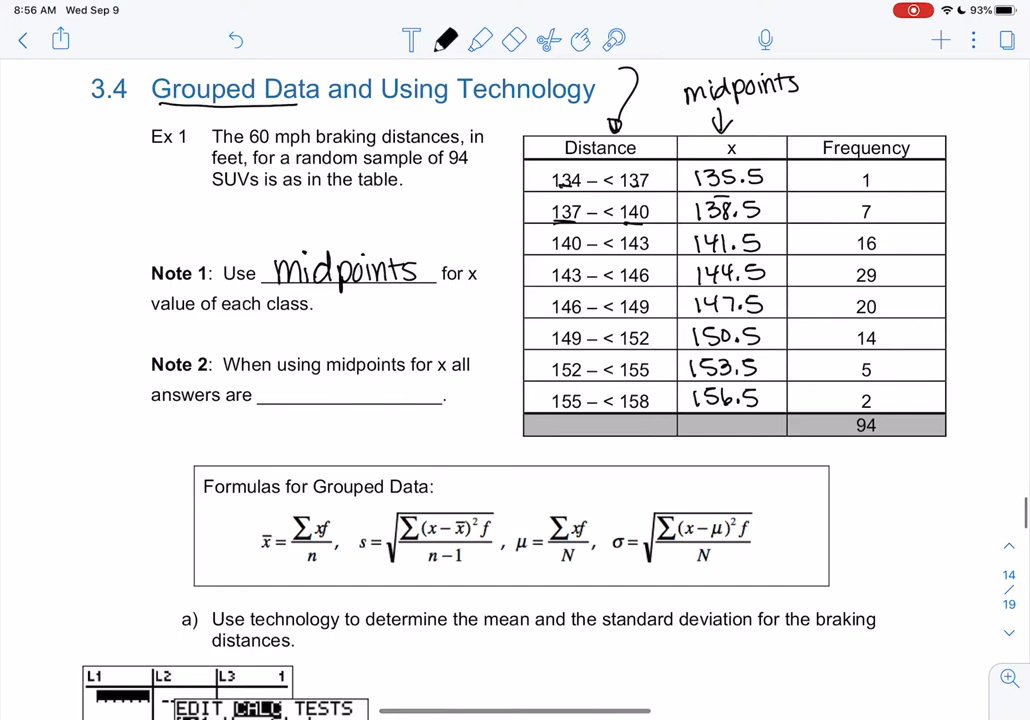 8:56 AM Wed Sep 9
93%
3.4 Grouped Data and Using Technology
midpoints
Ex 1 The 60 mph braking distances, in
feet, for a random sample of 94
SUVs is as in the table.
Note 1: Use midpoints for x
value of each class.
Note 2: When using midpoints for x all
answers are ___________________.
Distance x Frequency
134 – < 137 135.5 1
137 – < 140 138.5 7
140 – < 143 141.5 16
143 – < 146 144.5 29
146 – < 149 147.5 20
149 – < 152 150.5 14
152 – < 155 153.5 5
155 – < 158 156.5 2
94
Formulas for Grouped Data:
x̄ = ∑xf / n, s = √(∑(x − x̄)² f / n − 1), μ = ∑xf / N, σ = √(∑(x − μ)² f / N)
a) Use technology to determine the mean and the standard deviation for the braking
distances.
L1 L2 L3 1
EDIT CALC TESTS
14
/
19